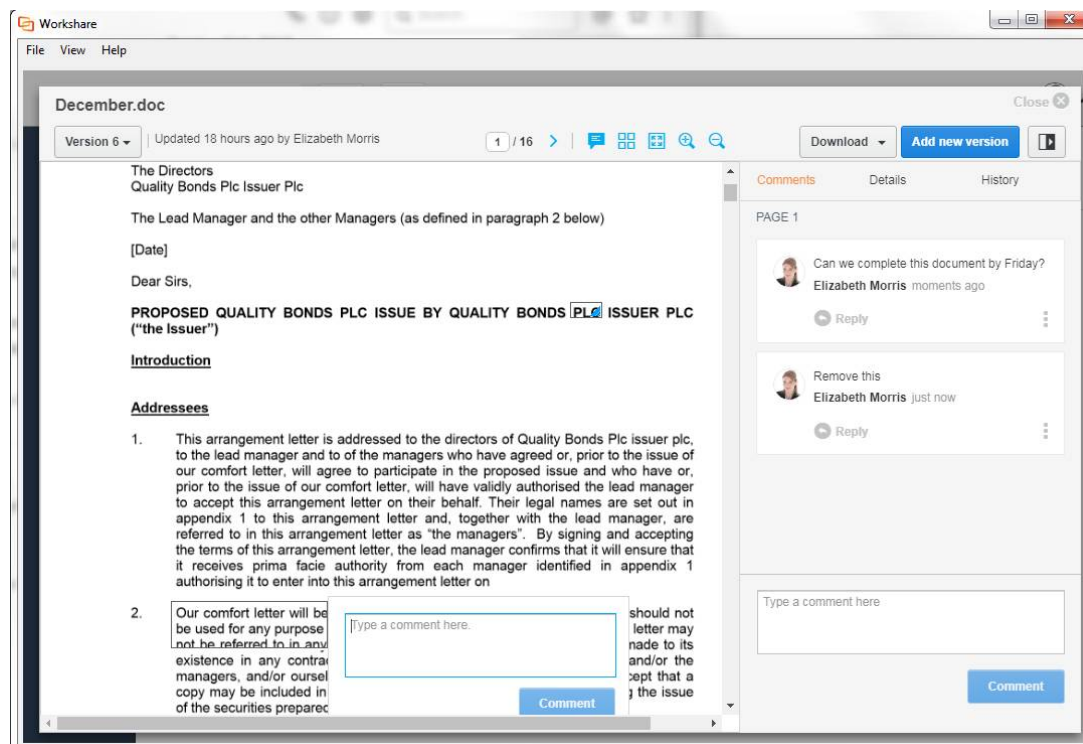 Workshare
File View Help
December.doc
Close
Version 6
Updated 18 hours ago by Elizabeth Morris
1 / 16
Download
Add new version
The Directors
Quality Bonds Plc Issuer Plc
The Lead Manager and the other Managers (as defined in paragraph 2 below)
[Date]
Dear Sirs,
PROPOSED QUALITY BONDS PLC ISSUE BY QUALITY BONDS PLC ISSUER PLC
("the Issuer")
Introduction
Addressees
1. This arrangement letter is addressed to the directors of Quality Bonds Plc issuer plc,
to the lead manager and to of the managers who have agreed or, prior to the issue of
our comfort letter, will agree to participate in the proposed issue and who have or,
prior to the issue of our comfort letter, will have validly authorised the lead manager
to accept this arrangement letter on their behalf. Their legal names are set out in
appendix 1 to this arrangement letter and, together with the lead manager, are
referred to in this arrangement letter as "the managers". By signing and accepting
the terms of this arrangement letter, the lead manager confirms that it will ensure that
it receives prima facie authority from each manager identified in appendix 1
authorising it to enter into this arrangement letter on
2. Our comfort letter will be should not
be used for any purpose letter may
not be referred to in any made to its
existence in any and/or the
managers, and/or that a
copy may be included in the issue
of the securities
Type a comment here.
Comment
Comments Details History
PAGE 1
Can we complete this document by Friday?
Elizabeth Morris moments ago
Reply
Remove this
Elizabeth Morris just now
Reply
Type a comment here
Comment